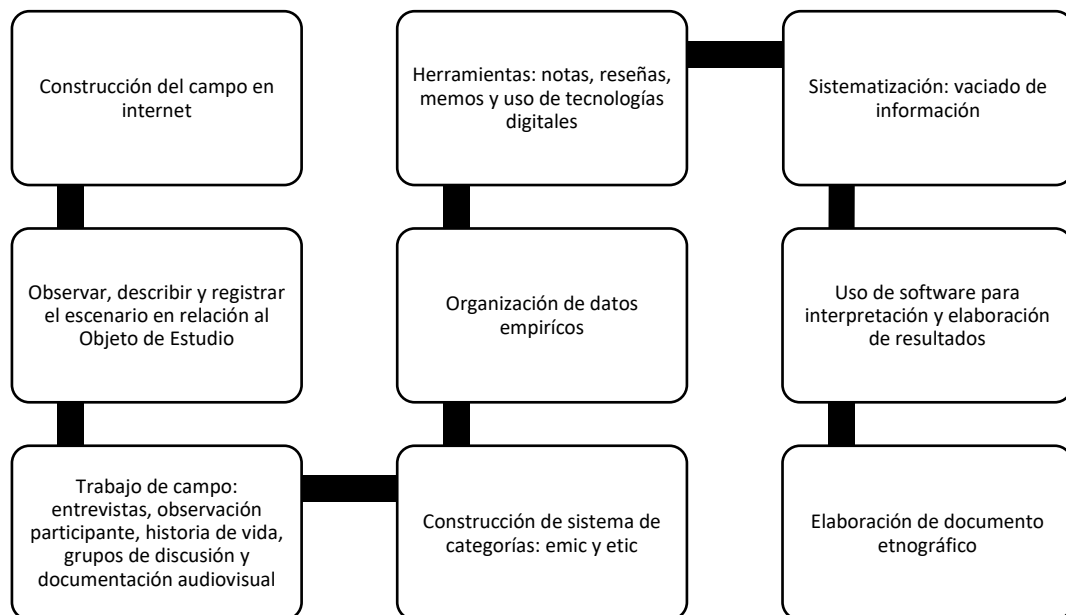 Construcción del campo en
internet
Observar, describir y registrar
el escenario en relación al
Objeto de Estudio
Trabajo de campo:
entrevistas, observación
participante, historia de vida,
grupos de discusión y
documentación audiovisual
Construcción de sistema de
categorías: emic y etic
Organización de datos
empirícos
Herramientas: notas, reseñas,
memos y uso de tecnologías
digitales
Sistematización: vaciado de
información
Uso de software para
interpretación y elaboración
de resultados
Elaboración de documento
etnográfico